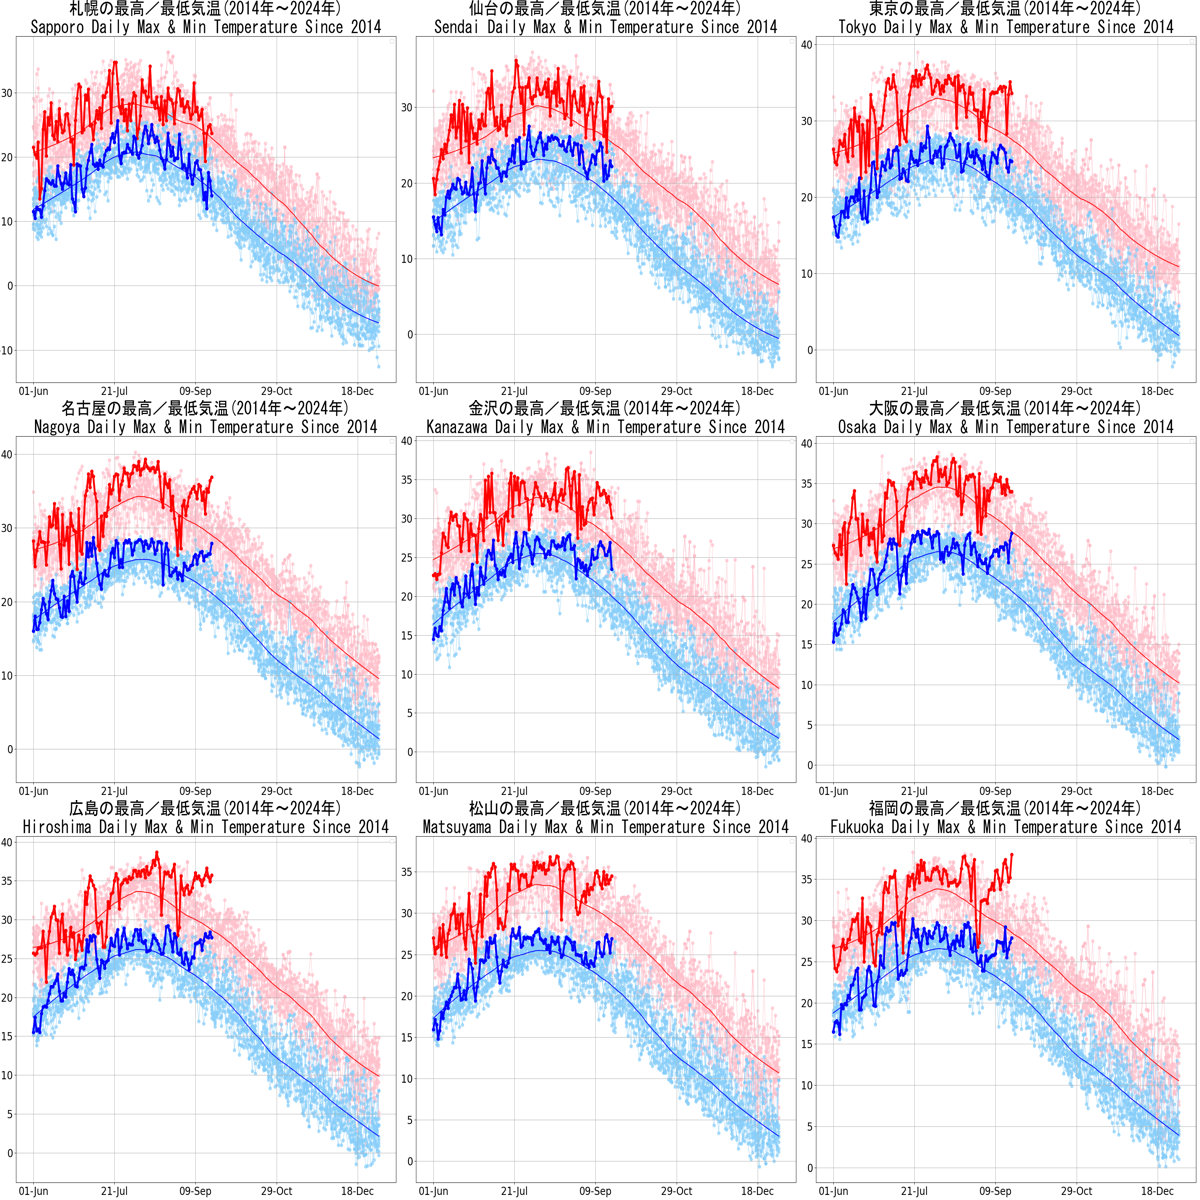 札幌の最高／最低気温(2014年～2024年)
Sapporo Daily Max & Min Temperature Since 2014
30
20
10
0
10
01-Jun 21-Jul 09-Sep 29-Oct 18-Dec
仙台の最高／最低気温(2014年～2024年)
Sendai Daily Max & Min Temperature Since 2014
30
20
10
0
01-Jun 21-Jul 09-Sep 29-Oct 18-Dec
東京の最高／最低気温(2014年～2024年)
Tokyo Daily Max & Min Temperature Since 2014
40
30
20
10
0
01-Jun 21-Jul 09-Sep 29-Oct 18-Dec
名古屋の最高／最低気温(2014年～2024年)
Nagoya Daily Max & Min Temperature Since 2014
40
30
20
10
0
01-Jun 21-Jul 09-Sep 29-Oct 18-Dec
金沢の最高／最低気温(2014年～2024年)
Kanazawa Daily Max & Min Temperature Since 2014
40
35
30
25
20
15
10
5
0
01-Jun 21-Jul 09-Sep 29-Oct 18-Dec
大阪の最高／最低気温(2014年～2024年)
Osaka Daily Max & Min Temperature Since 2014
40
35
30
25
20
15
10
5
0
01-Jun 21-Jul 09-Sep 29-Oct 18-Dec
広島の最高／最低気温(2014年～2024年)
Hiroshima Daily Max & Min Temperature Since 2014
40
35
30
25
20
15
10
5
0
01-Jun 21-Jul 09-Sep 29-Oct 18-Dec
松山の最高／最低気温(2014年～2024年)
Matsuyama Daily Max & Min Temperature Since 2014
35
30
25
20
15
10
5
0
01-Jun 21-Jul 09-Sep 29-Oct 18-Dec
福岡の最高／最低気温(2014年～2024年)
Fukuoka Daily Max & Min Temperature Since 2014
40
35
30
25
20
15
10
5
0
01-Jun 21-Jul 09-Sep 29-Oct 18-Dec